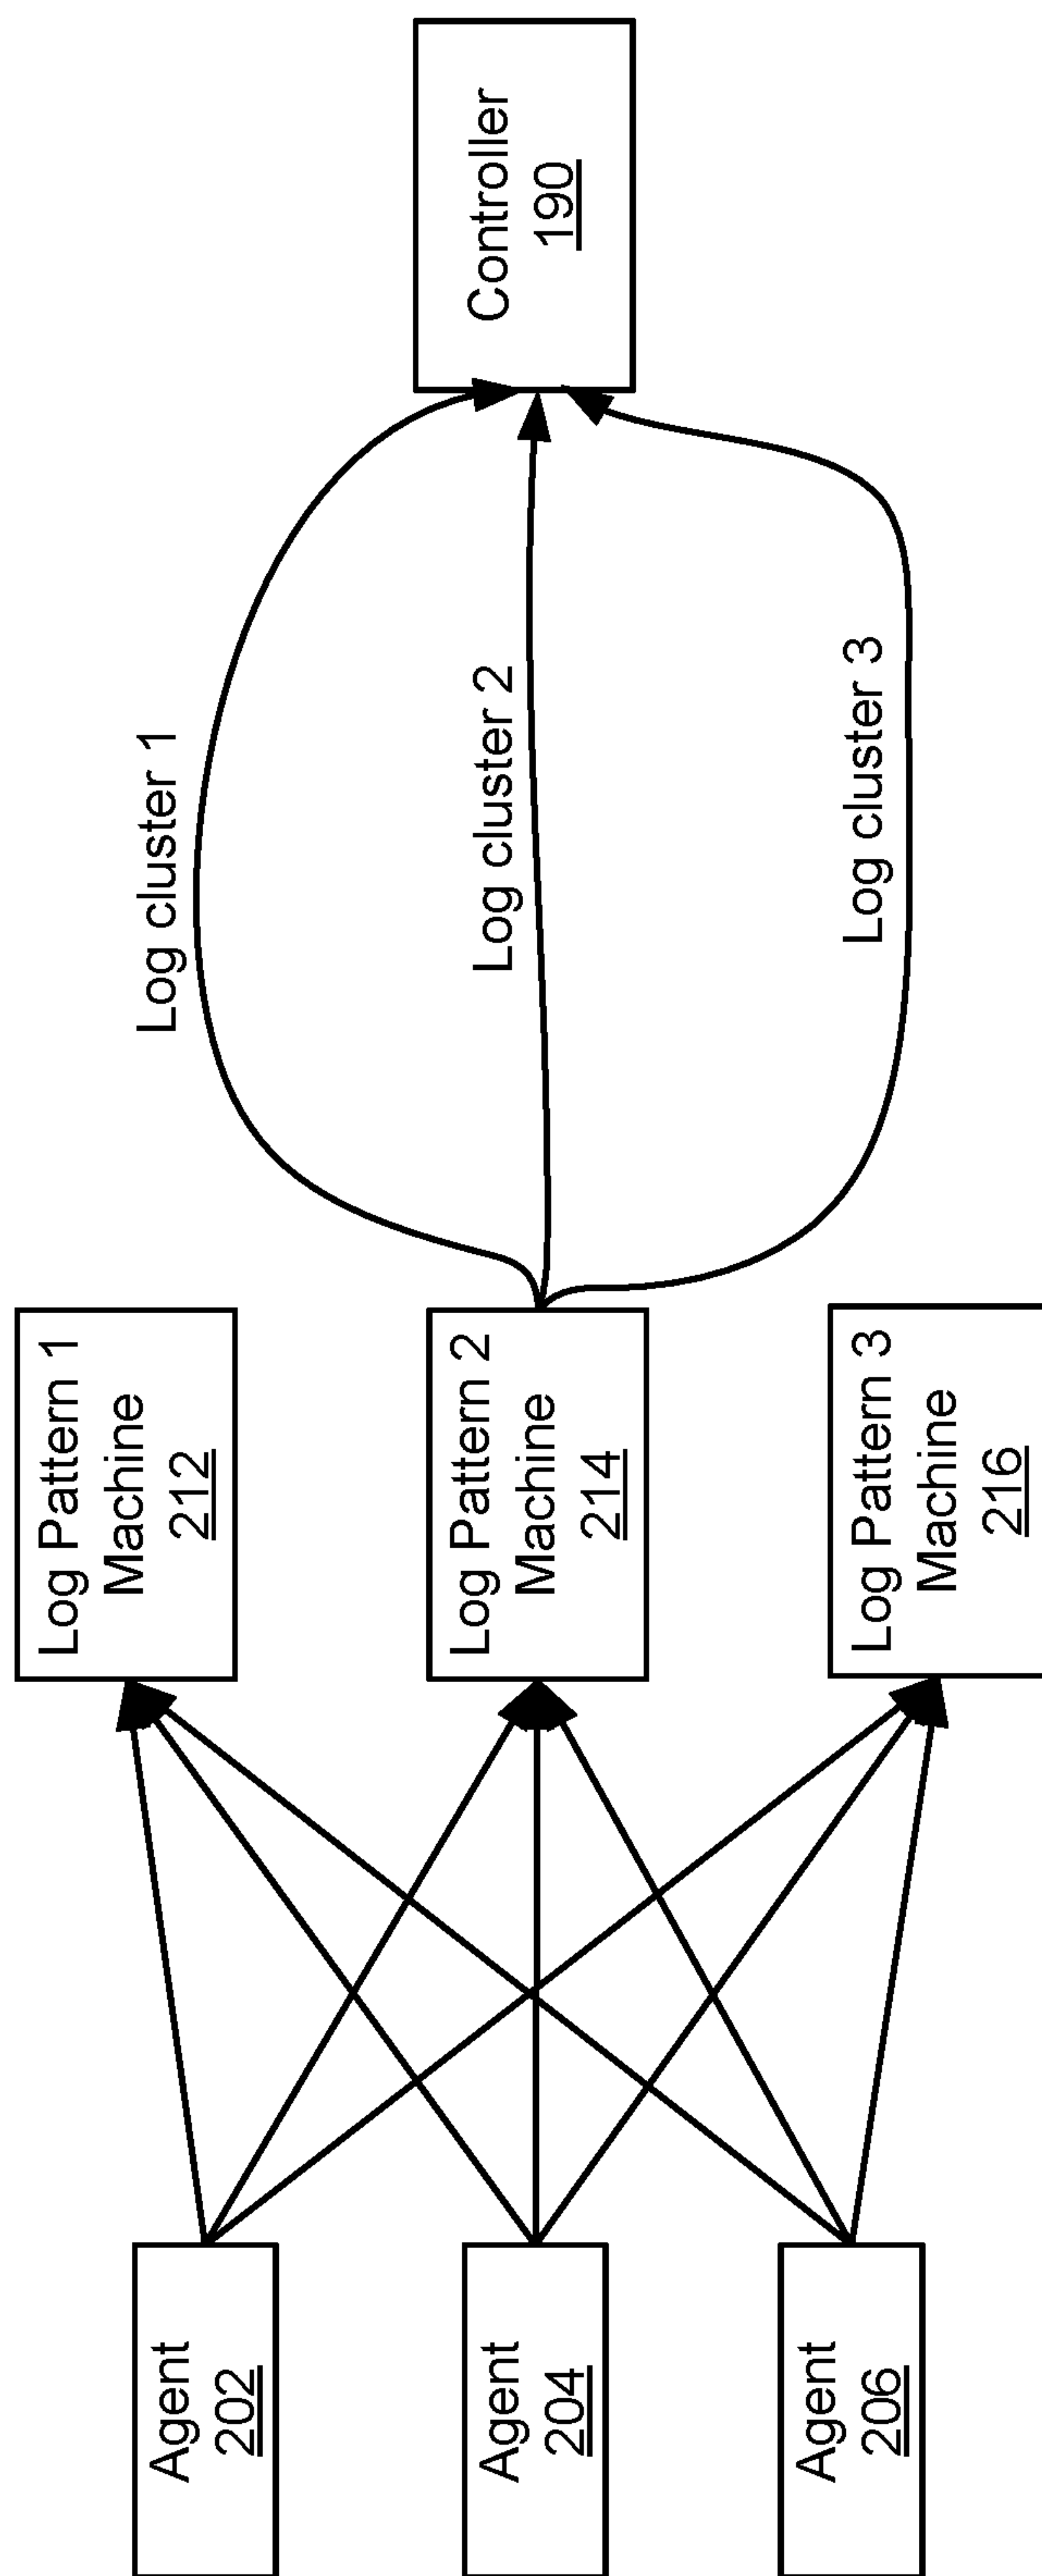 Agent
202
Agent
204
Agent
206
Log Pattern 1
Machine
212
Log Pattern 2
Machine
214
Log Pattern 3
Machine
216
Log cluster 1
Log cluster 2
Log cluster 3
Controller
190